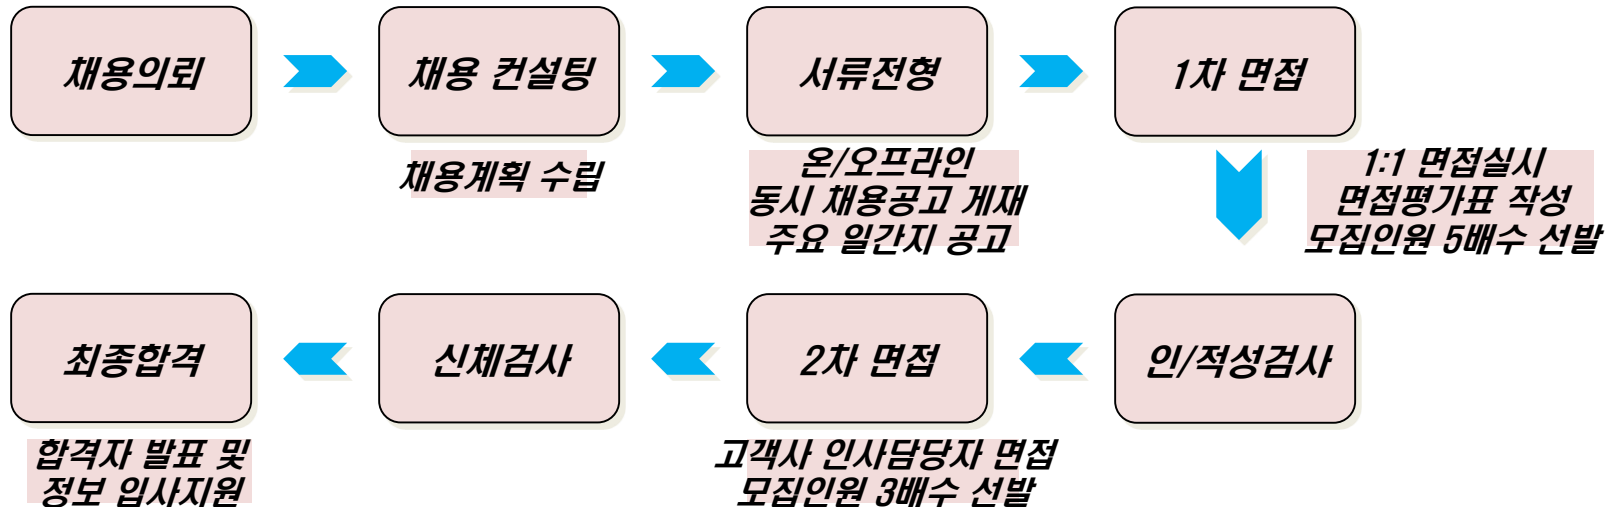 채용의뢰
채용 컨설팅
채용계획 수립
서류전형
온/오프라인
동시 채용공고 게재
주요 일간지 공고
1차 면접
1:1 면접실시
면접평가표 작성
모집인원 5배수 선발
인/적성검사
2차 면접
고객사 인사담당자 면접
모집인원 3배수 선발
신체검사
최종합격
합격자 발표 및
정보 입사지원